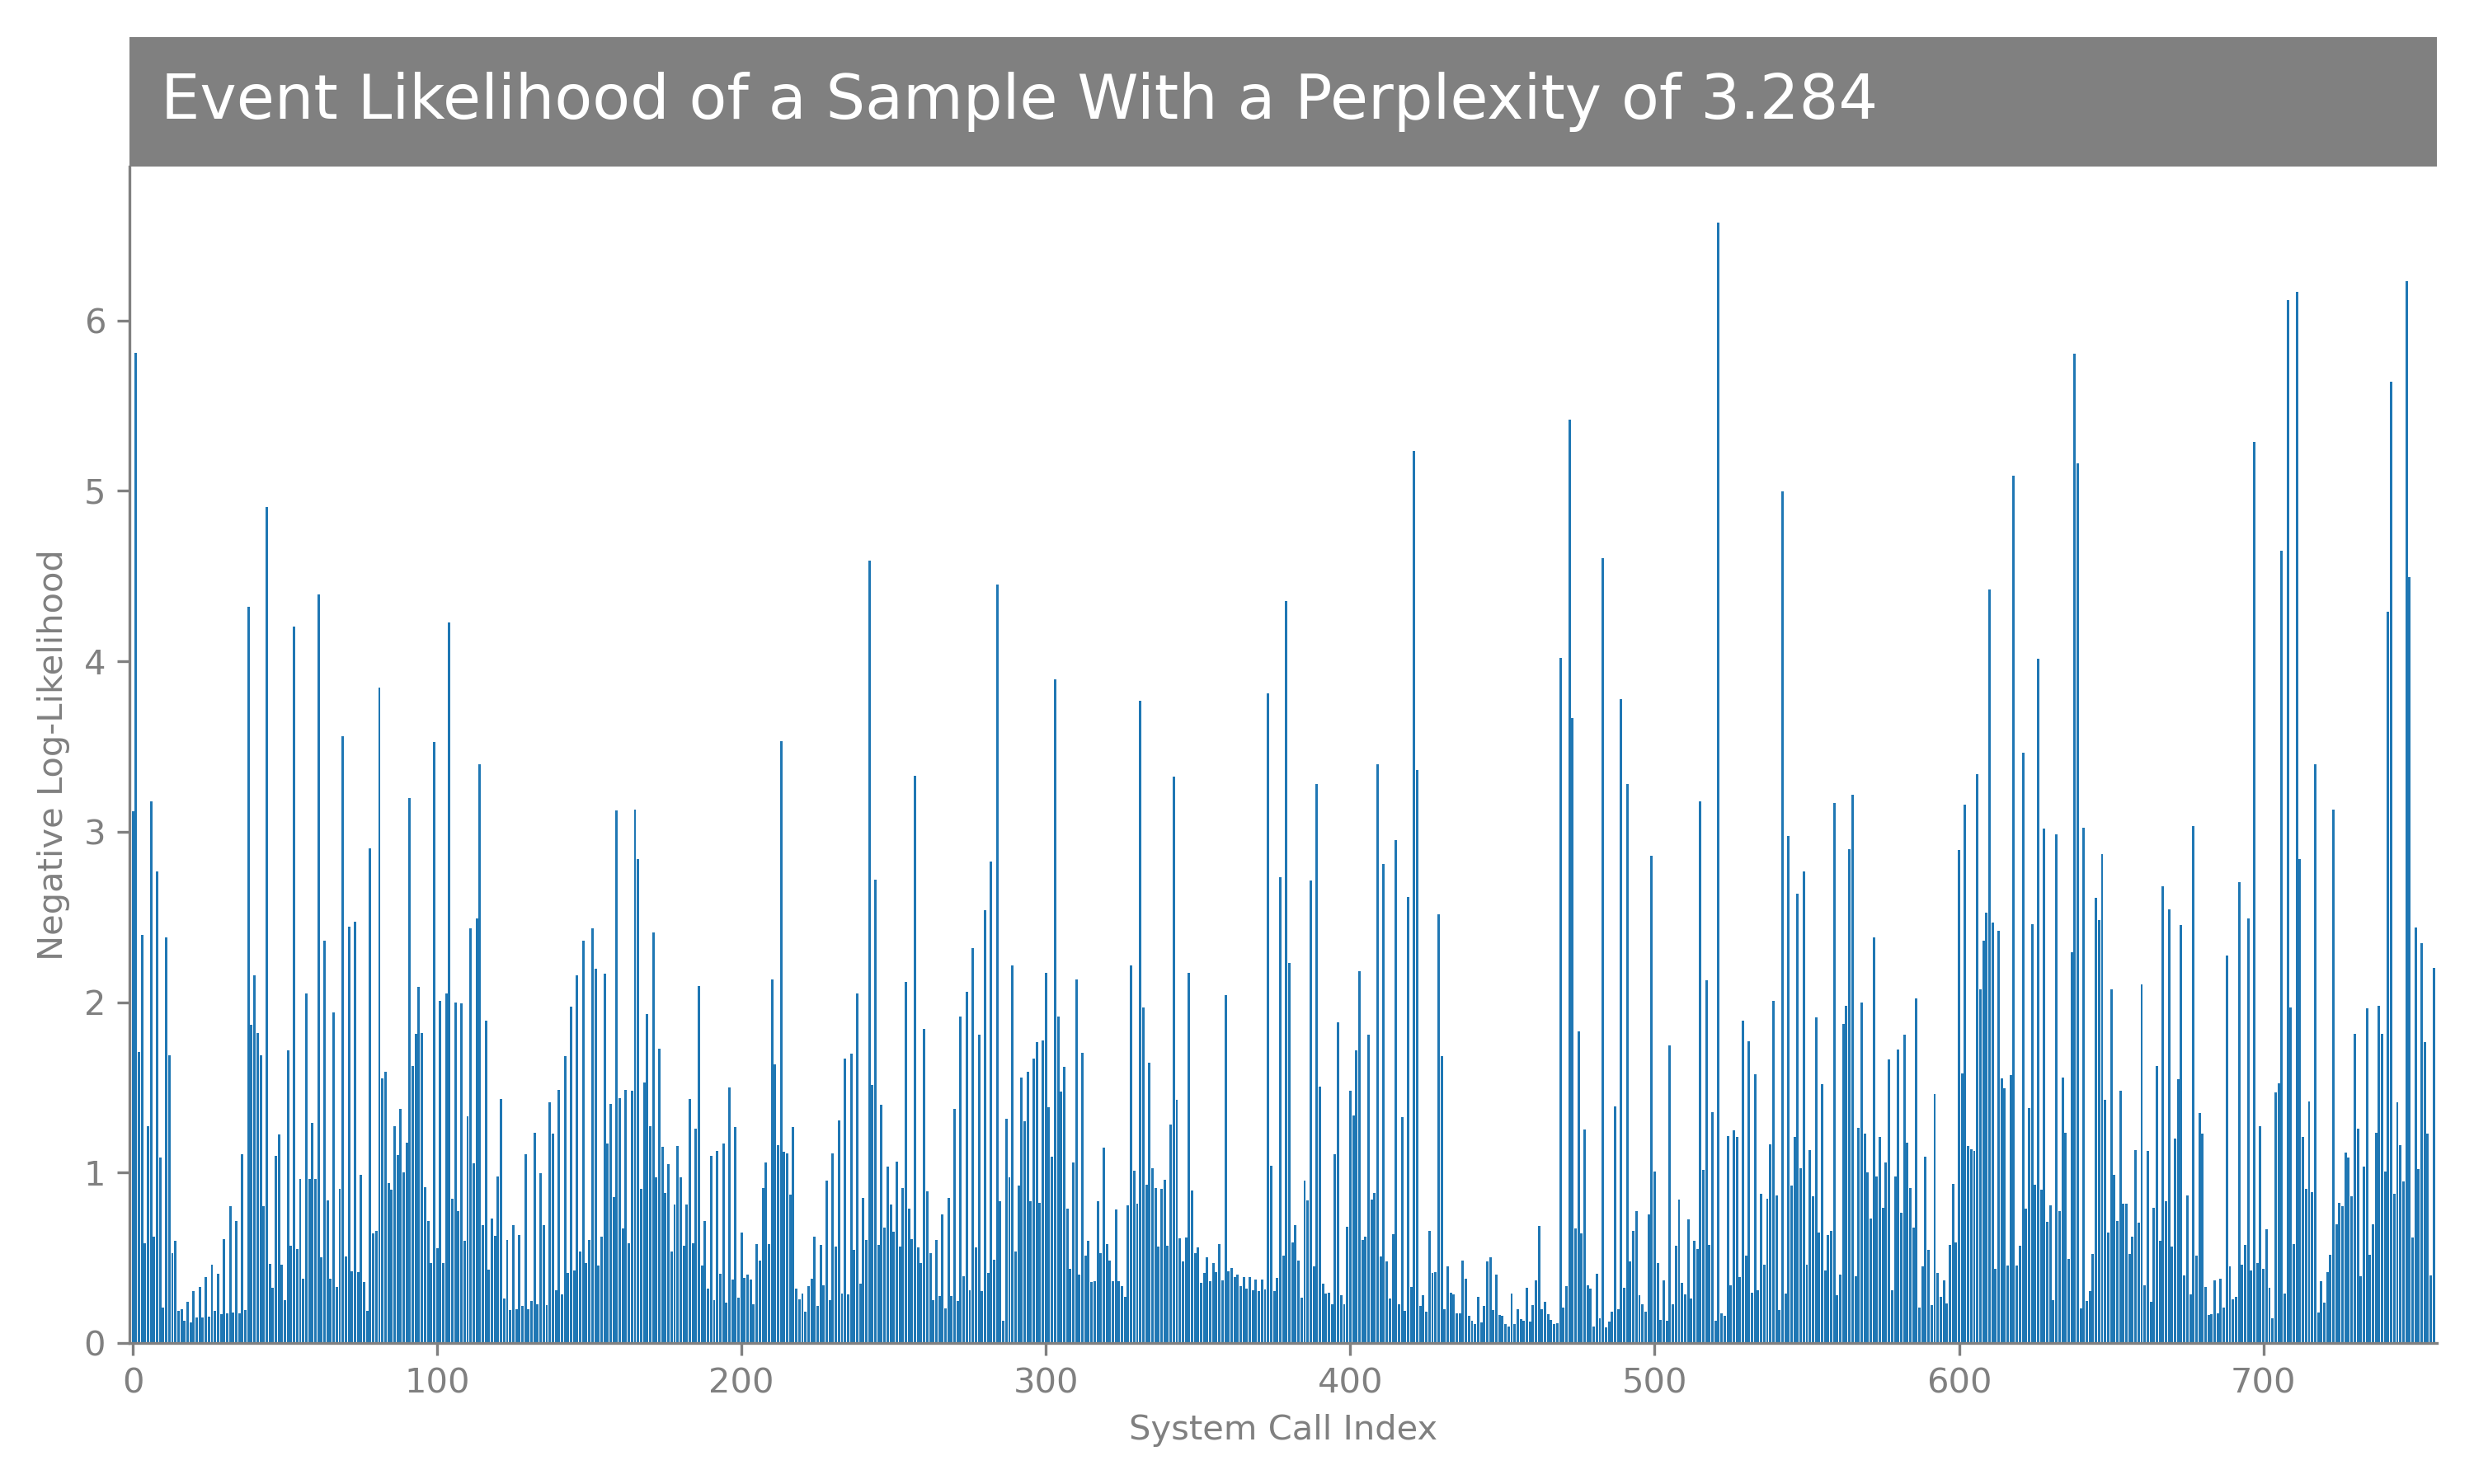 Event Likelihood of a Sample With a Perplexity of 3.284
Negative Log-Likelihood
6
5
4
3
2
1
0
0 100 200 300 400 500 600 700
System Call Index